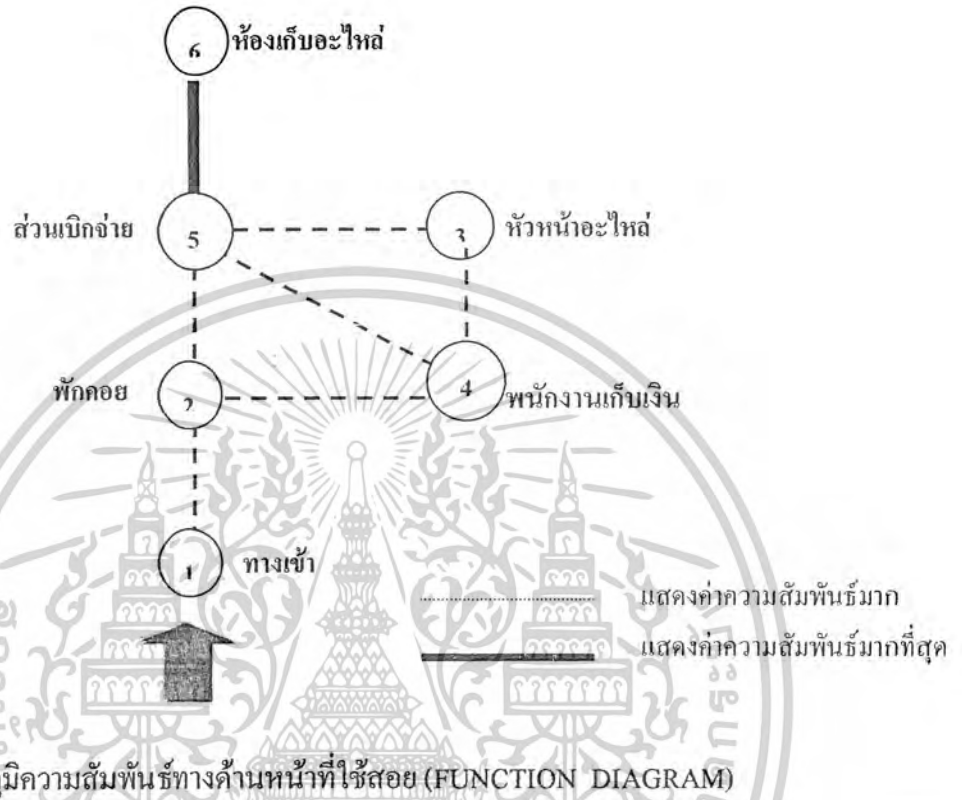 6 ห้องเก็บอะไหล่
ส่วนเบิกจ่าย 5 3 หัวหน้าอะไหล่
พักคอย 2 4 พนักงานเก็บเงิน
1 ทางเข้า
แสดงค่าความสัมพันธ์มาก
แสดงค่าความสัมพันธ์มากที่สุด
ความสัมพันธ์ทางด้านหน้าที่ใช้สอย (FUNCTION DIAGRAM)